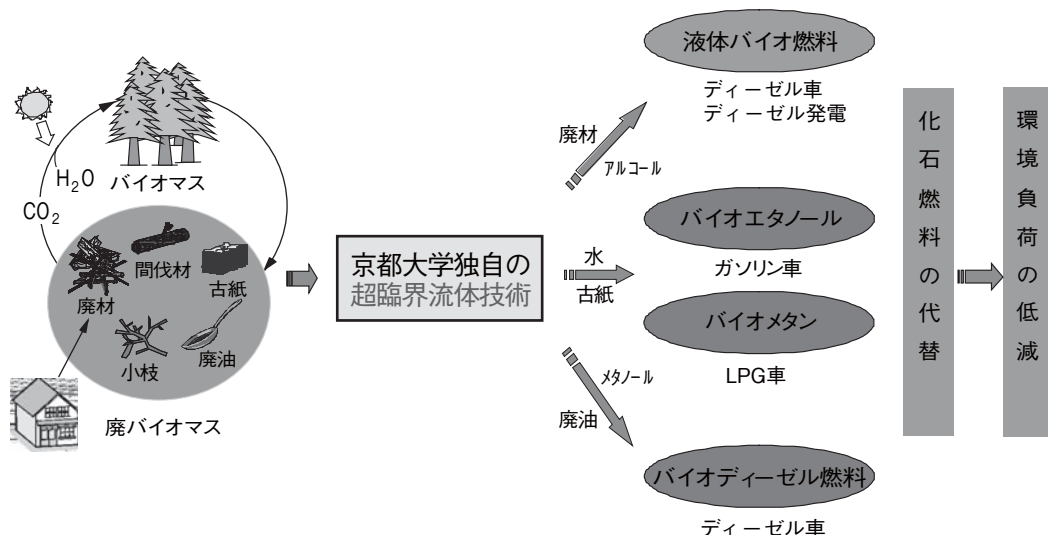 H₂O
CO₂
バイオマス
間伐材
古紙
廃材
小枝
廃油
廃バイオマス
京都大学独自の
超臨界流体技術
廃材
アルコール
水
古紙
メタノール
廃油
液体バイオ燃料
ディーゼル車
ディーゼル発電
バイオエタノール
ガソリン車
バイオメタン
LPG車
バイオディーゼル燃料
ディーゼル車
化石燃料の代替
環境負荷の低減